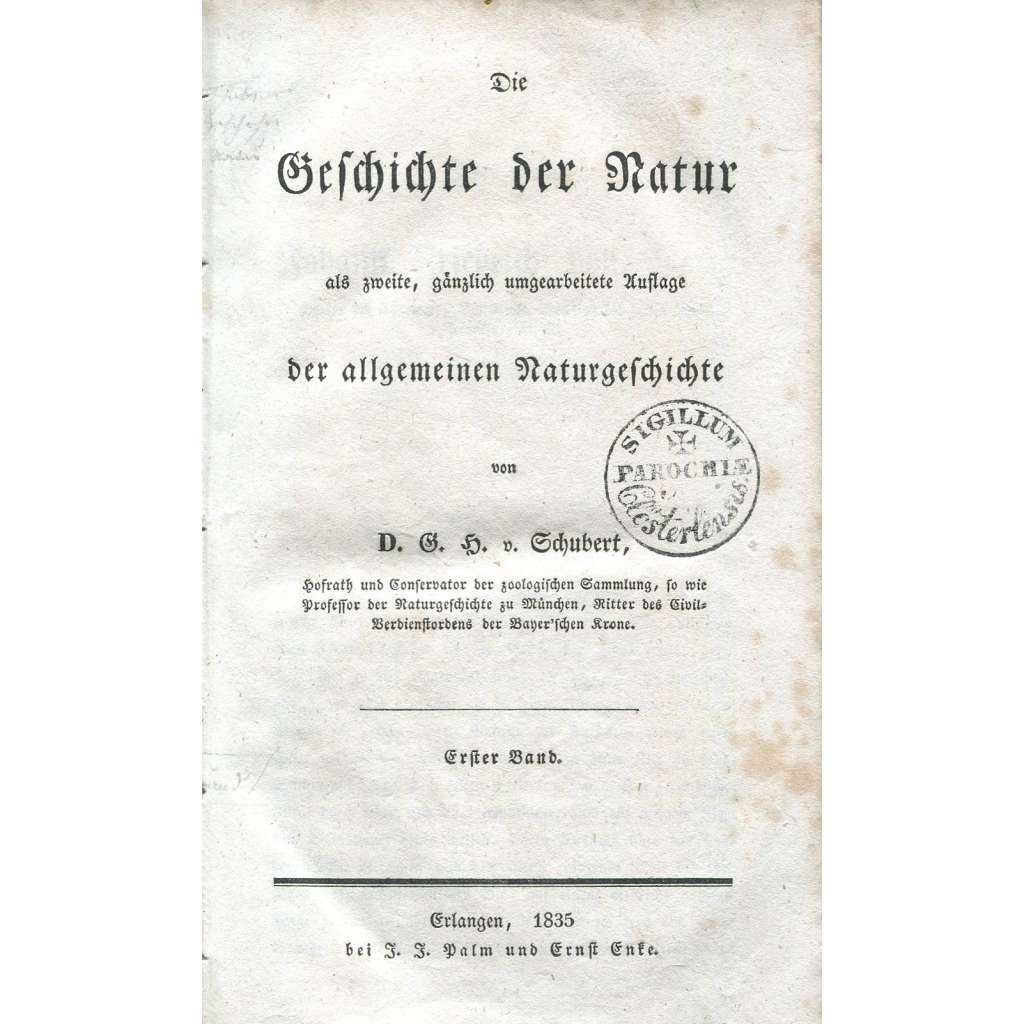 Die
Geschichte der Natur
als zweite, gänzlich umgearbeitete Auflage
der allgemeinen Naturgeschichte
von
D. G. H. v. Schubert,
Hofrath und Conservator der zoologischen Sammlung, so wie
Professor der Naturgeschichte zu München, Ritter des Civil-
Verdienstordens der Bayer'schen Krone.
SIGILLUM
PAROCHIÆ
Erster Band.
Erlangen, 1835
bei J. J. Palm und Ernst Enke.